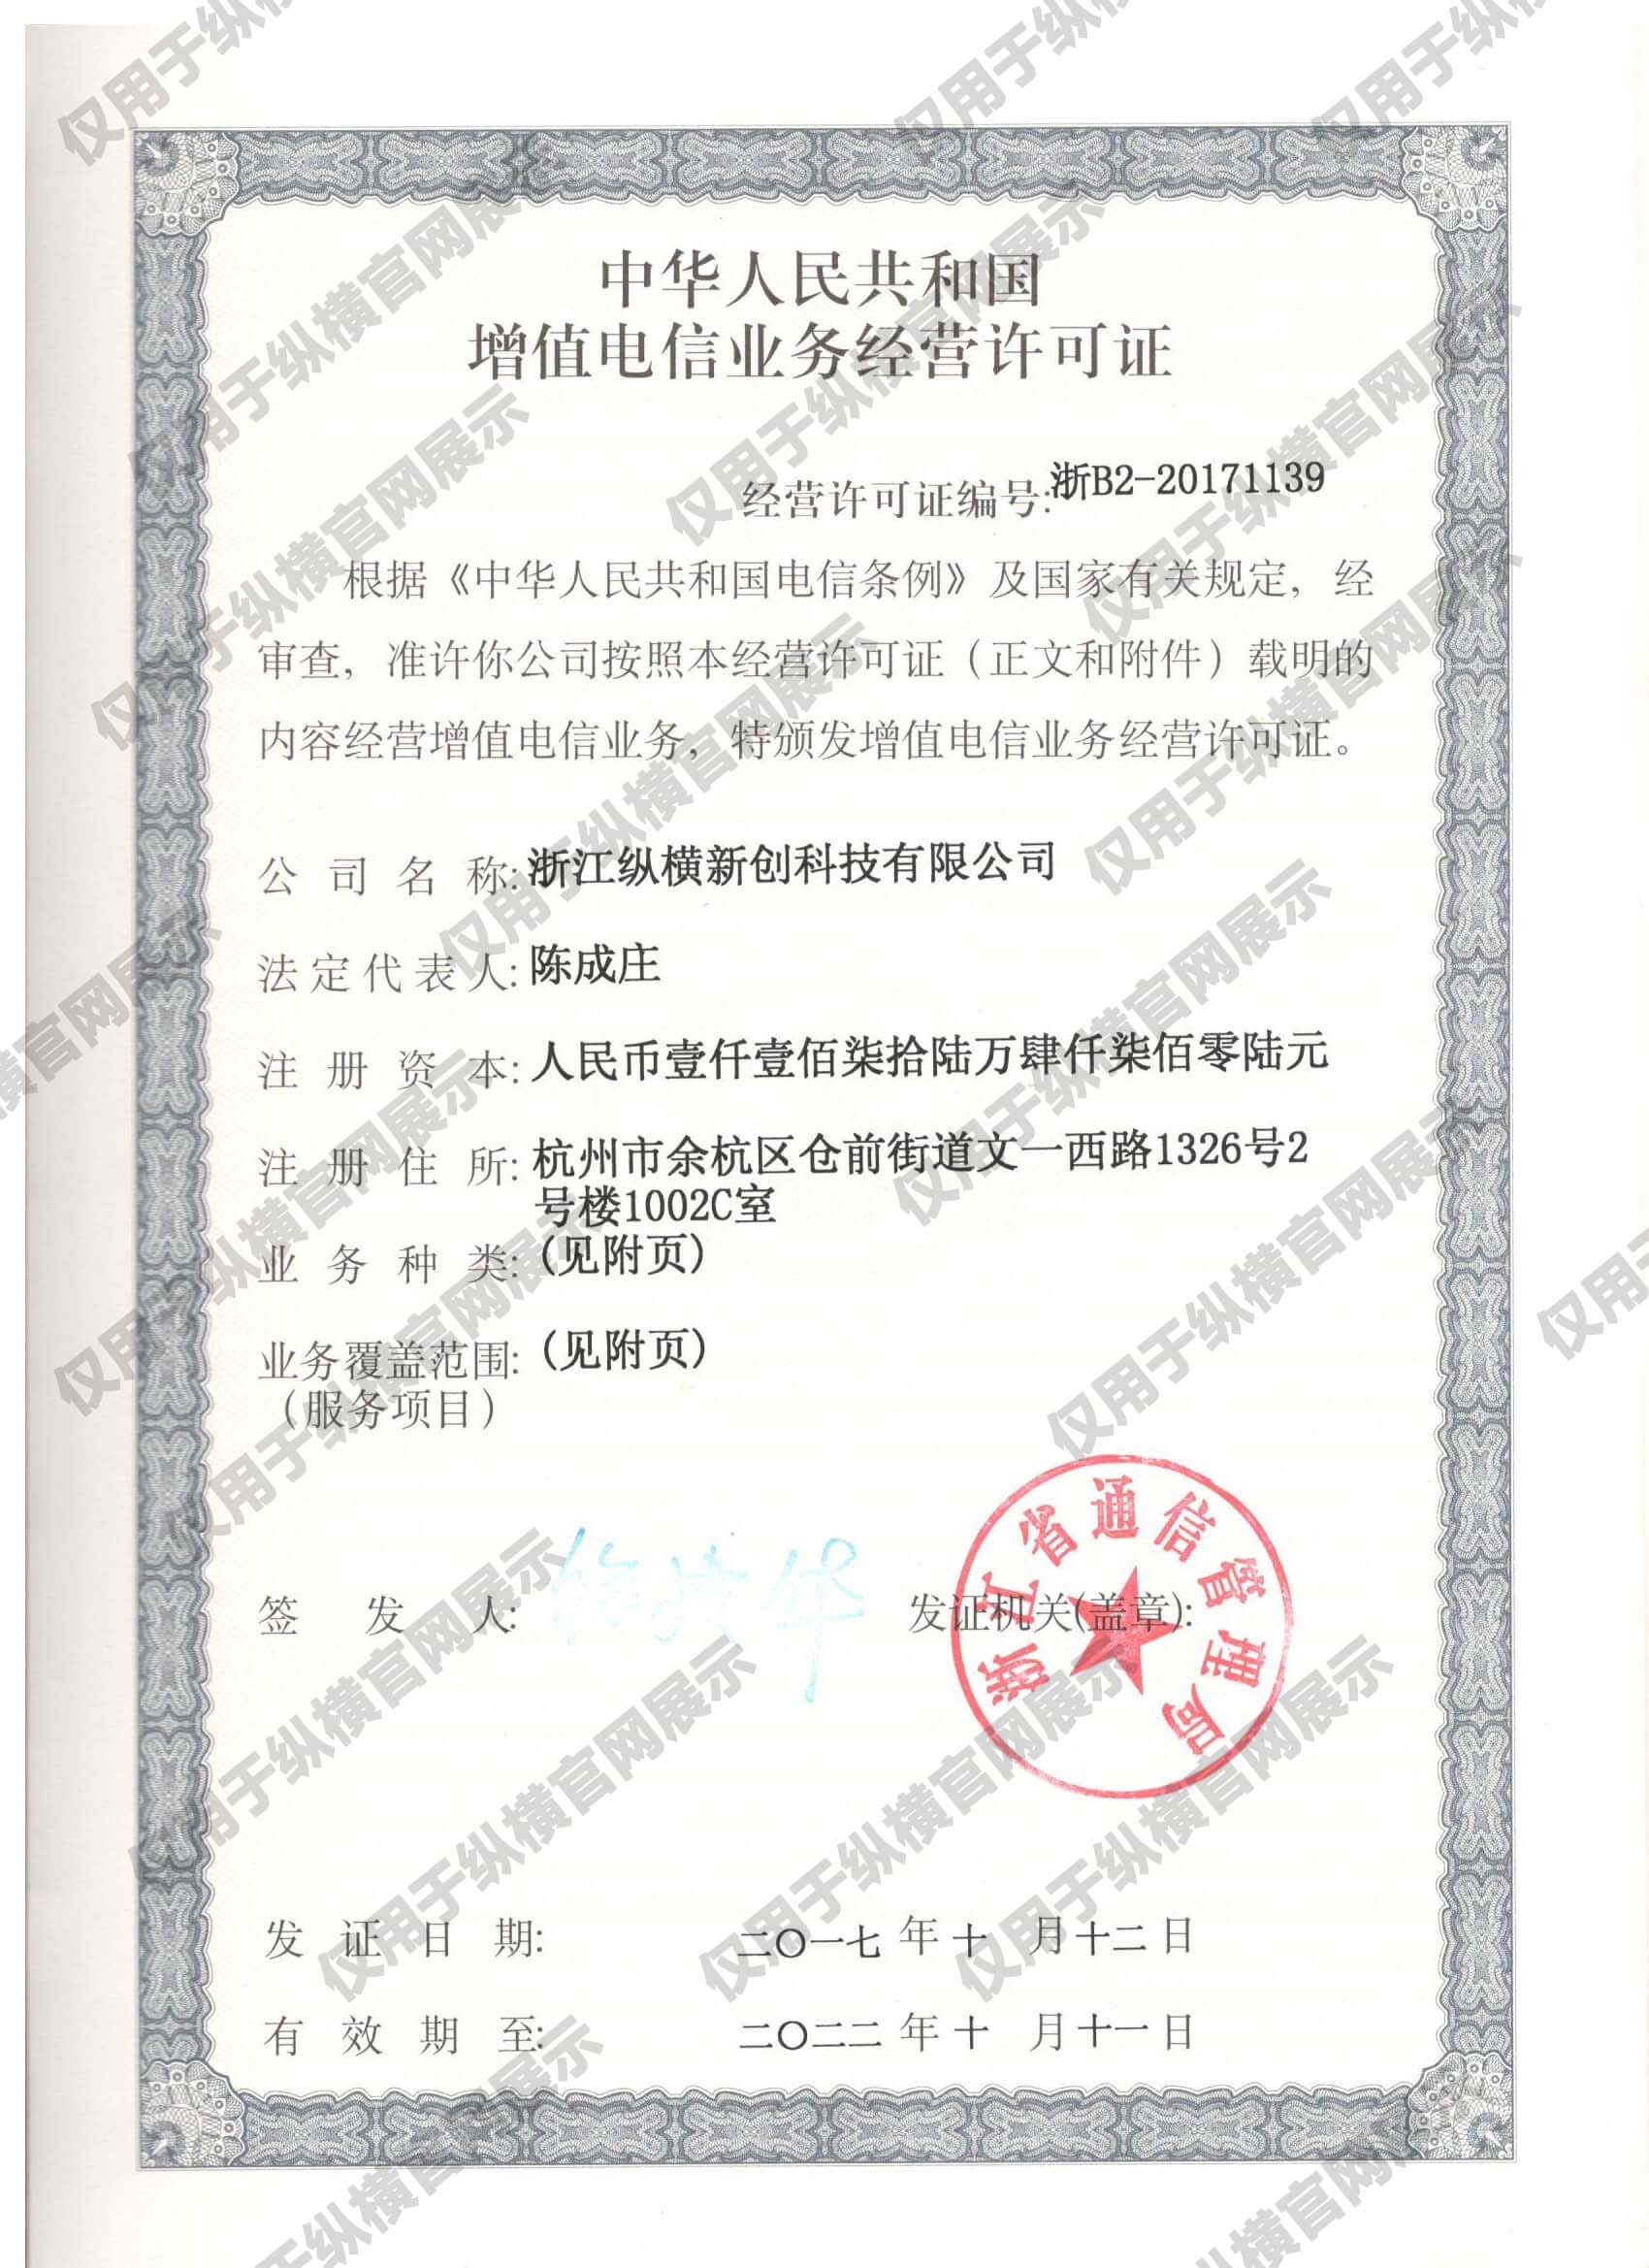 中华人民共和国
增值电信业务经营许可证
经营许可证编号:浙B2-20171139
根据《中华人民共和国电信条例》及国家有关规定，经
审查，准许你公司按照本经营许可证（正文和附件）载明的
内容经营增值电信业务，特颁发增值电信业务经营许可证。
公司名称:浙江纵横新创科技有限公司
法定代表人:陈成庄
注册资本:人民币壹仟壹佰柒拾陆万肆仟柒佰零陆元
注册住所:杭州市余杭区仓前街道文一西路1326号2
号楼1002C室
业务种类:(见附页)
业务覆盖范围:(见附页)
（服务项目）
签发人:
发证机关(盖章):
浙江省通信管理局
发证日期: 二〇一七年十月十二日
有效期至: 二〇二二年十月十一日
仅用于纵横官网展示